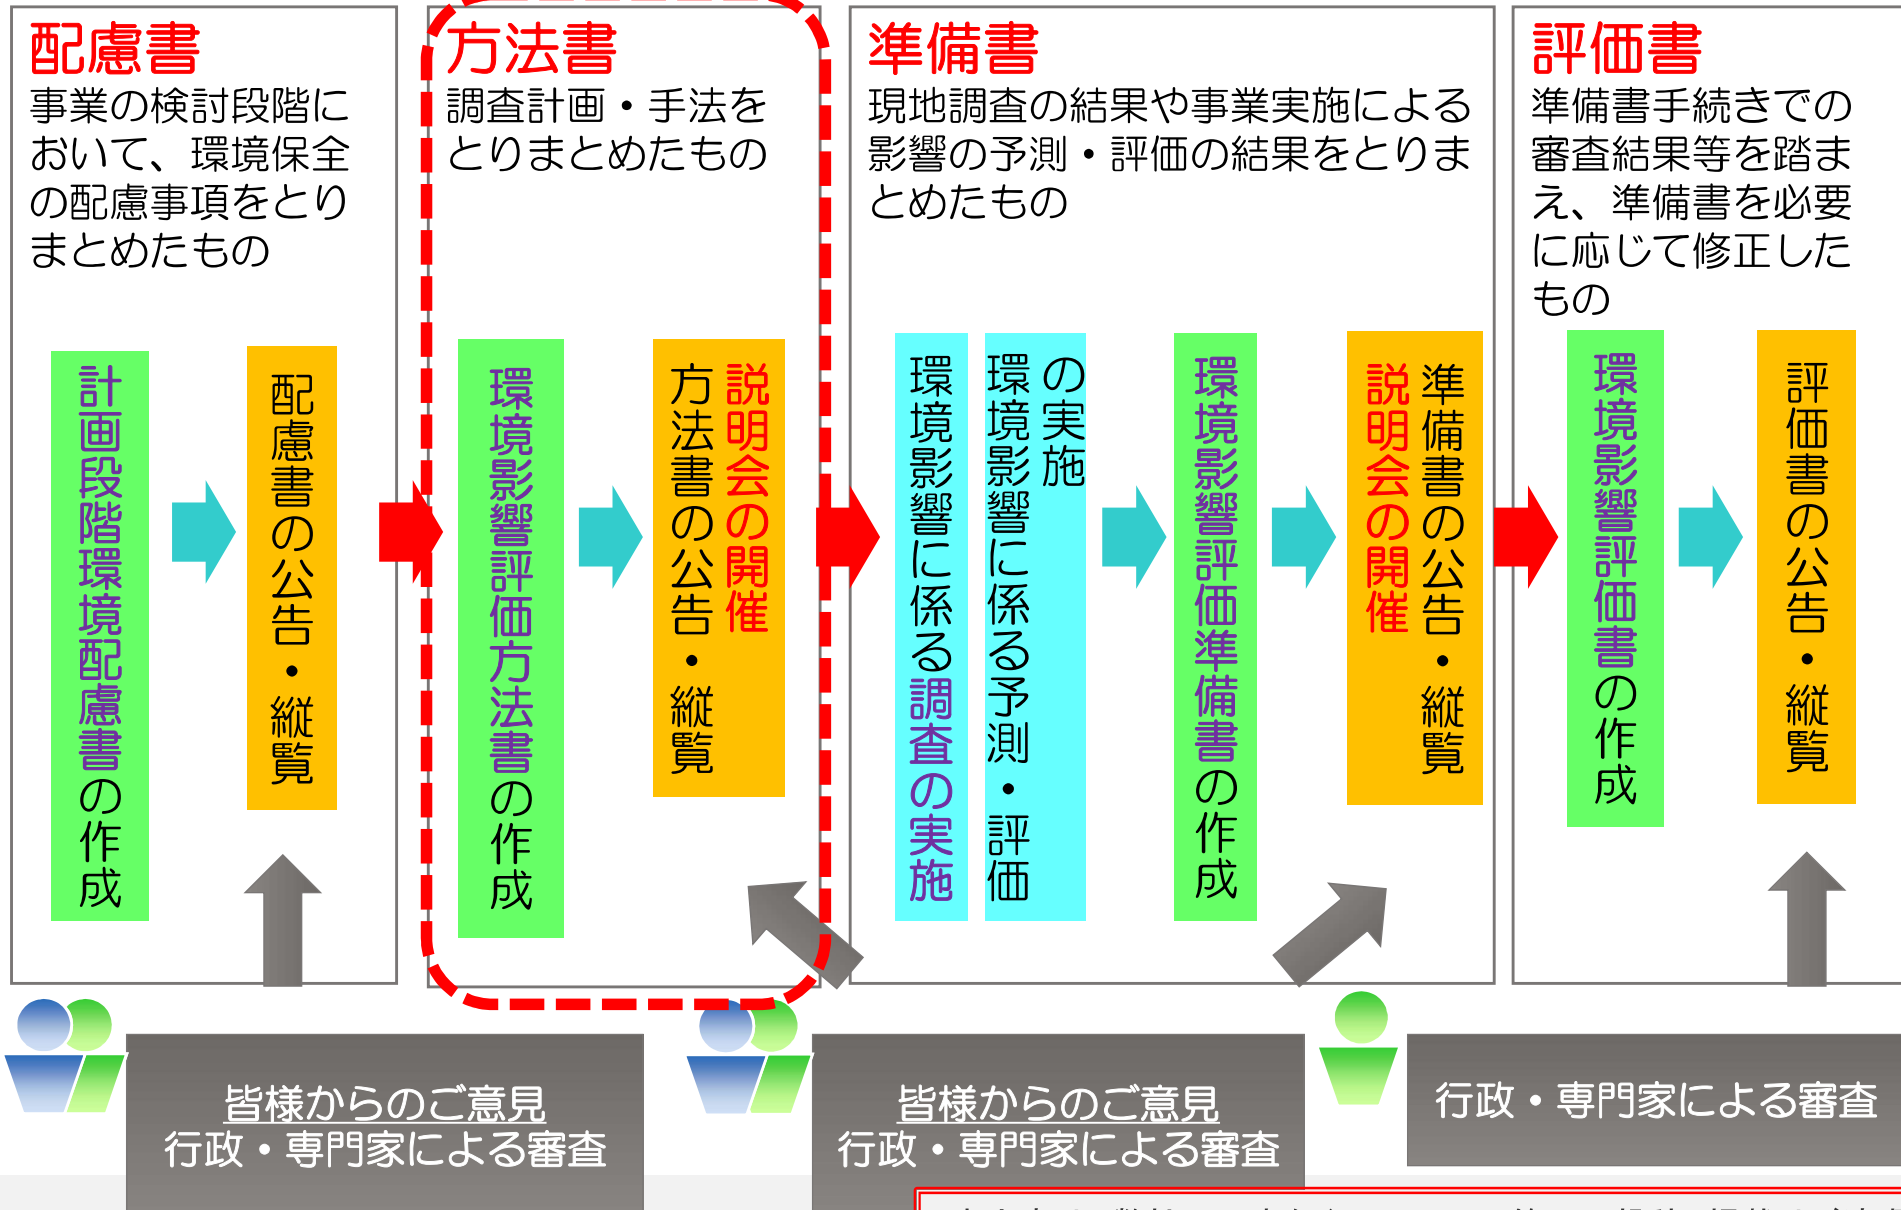 配慮書
事業の検討段階に
おいて、環境保全
の配慮事項をとり
まとめたもの
計画段階環境配慮書の作成
配慮書の公告・縦覧
方法書
調査計画・手法を
とりまとめたもの
環境影響評価方法書の作成
説明会の開催
方法書の公告・縦覧
準備書
現地調査の結果や事業実施による
影響の予測・評価の結果をとりま
とめたもの
環境影響に係る調査の実施
環境影響に係る予測・評価
の実施
環境影響評価準備書の作成
準備書の公告・縦覧
説明会の開催
評価書
準備書手続きでの
審査結果等を踏ま
え、準備書を必要
に応じて修正した
もの
環境影響評価書の作成
評価書の公告・縦覧
皆様からのご意見
行政・専門家による審査
皆様からのご意見
行政・専門家による審査
行政・専門家による審査